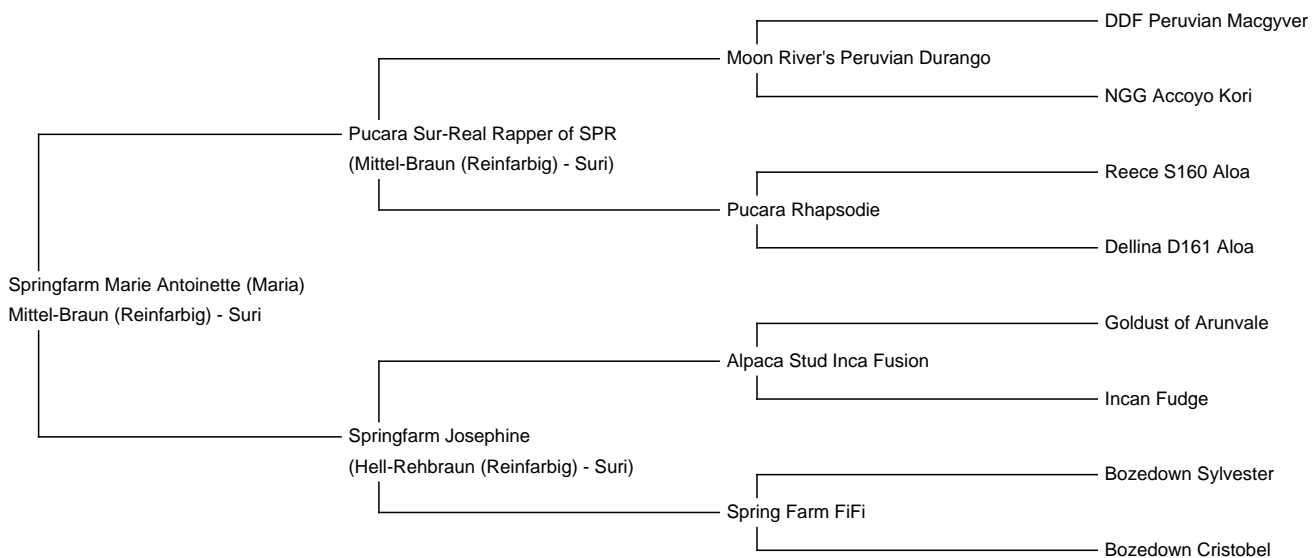 DDF Peruvian Macgyver
Moon River's Peruvian Durango
NGG Accoyo Kori
Pucara Sur-Real Rapper of SPR
(Mittel-Braun (Reinfarbig) - Suri)
Reece S160 Aloa
Pucara Rhapsodie
Dellina D161 Aloa
Springfarm Marie Antoinette (Maria)
Mittel-Braun (Reinfarbig) - Suri
Goldust of Arunvale
Alpaca Stud Inca Fusion
Incan Fudge
Springfarm Josephine
(Hell-Rehbraun (Reinfarbig) - Suri)
Bozedown Sylvester
Spring Farm FiFi
Bozedown Cristobel